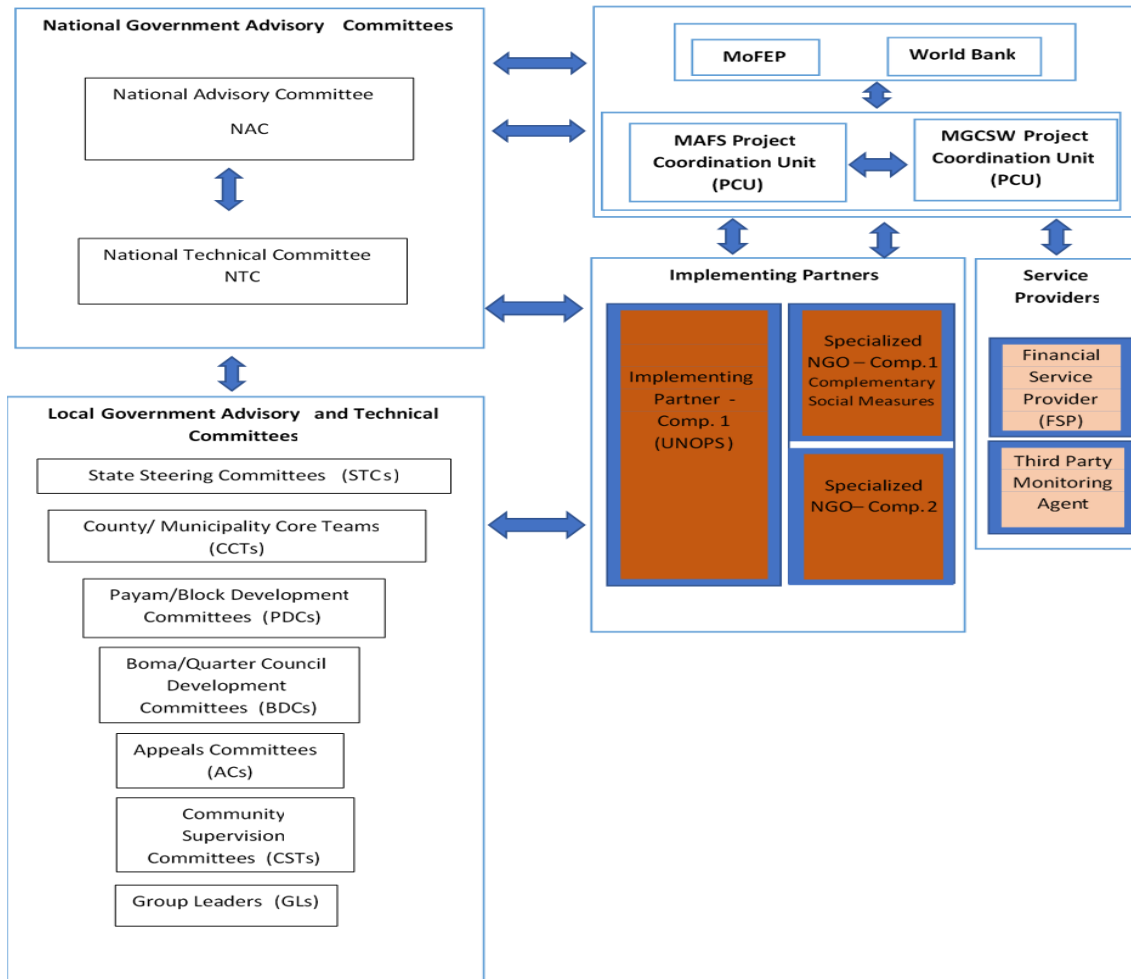 National Government Advisory Committees
National Advisory Committee
NAC
National Technical Committee
NTC
MoFEP
World Bank
MAFS Project
Coordination Unit
(PCU)
MGCSW Project
Coordination Unit
(PCU)
Implementing Partners
Implementing
Partner -
Comp. 1
(UNOPS)
Specialized
NGO – Comp.1
Complementary
Social Measures
Specialized
NGO– Comp.2
Service
Providers
Financial
Service
Provider
(FSP)
Third Party
Monitoring
Agent
Local Government Advisory and Technical
Committees
State Steering Committees (STCs)
County/ Municipality Core Teams
(CCTs)
Payam/Block Development
Committees (PDCs)
Boma/Quarter Council
Development
Committees (BDCs)
Appeals Committees
(ACs)
Community
Supervision
Committees (CSTs)
Group Leaders (GLs)